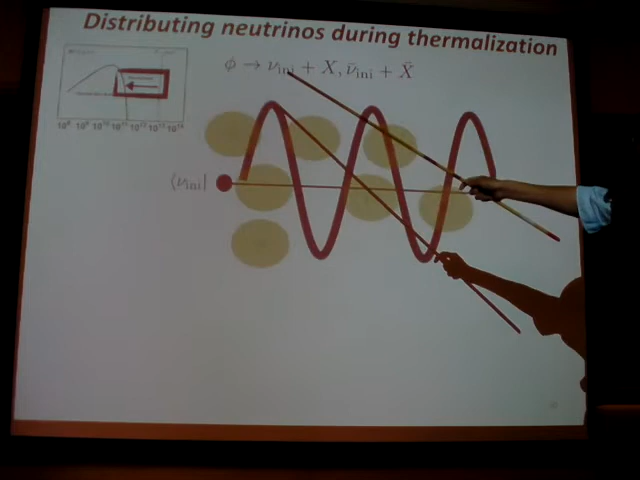 Distributing neutrinos during thermalization
ϕ → ν_ini + X, ν̄_ini + X̄
⟨ν_ini|